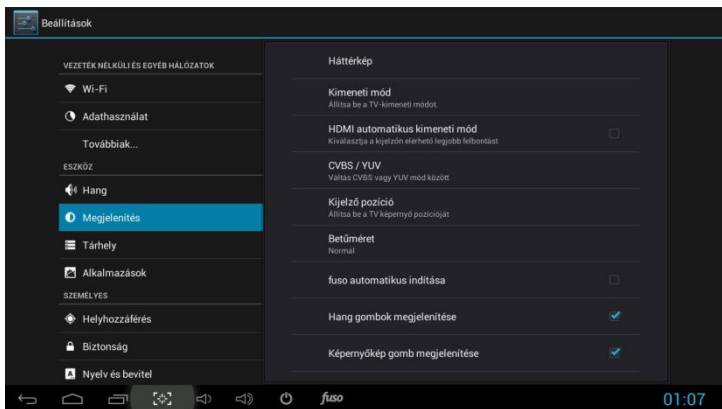 Beállítások
VEZETÉK NÉLKÜLI ÉS EGYÉB HÁLÓZATOK
Wi-Fi
Adathasználat
Továbbiak...
ESZKÖZ
Hang
Megjelenítés
Tárhely
Alkalmazások
SZEMÉLYES
Helyhozzáférés
Biztonság
Nyelv és bevitel
Háttérkép
Kimeneti mód
Állítsa be a TV-kimeneti módot.
HDMI automatikus kimeneti mód
Kiválasztja a kijelzőn elérhető legjobb felbontást
CVBS / YUV
Váltás CVBS vagy YUV mód között
Kijelző pozíció
Állítsa be a TV képernyő pozícióját
Betűméret
Normál
fuso automatikus indítása
Hang gombok megjelenítése
Képernyőkép gomb megjelenítése
fuso
01:07